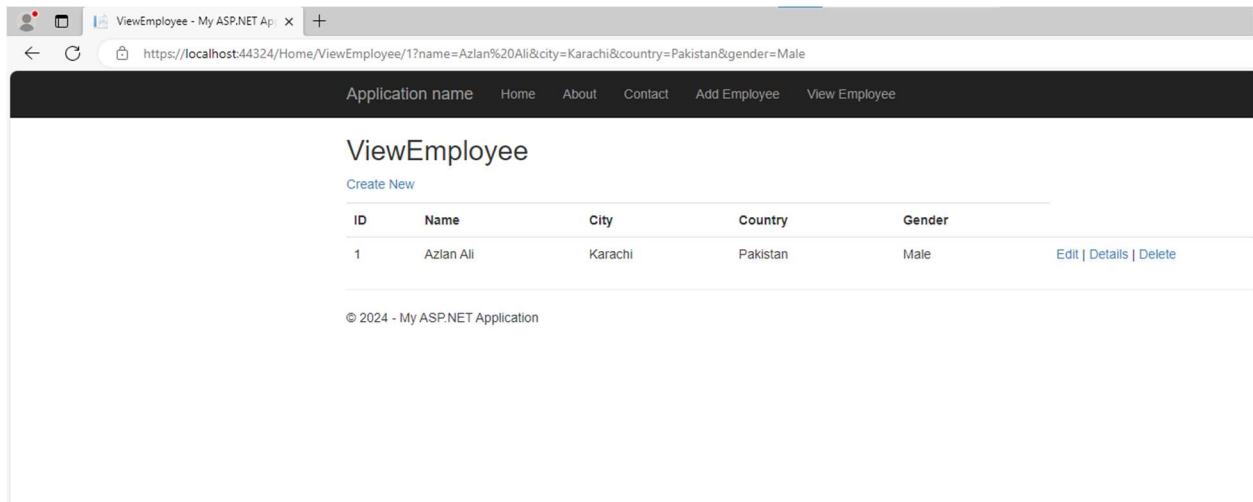 ViewEmployee - My ASP.NET Ap
https://localhost:44324/Home/ViewEmployee/1?name=Azlan%20Ali&city=Karachi&country=Pakistan&gender=Male
Application name Home About Contact Add Employee View Employee
ViewEmployee
Create New
ID Name City Country Gender
1 Azlan Ali Karachi Pakistan Male Edit | Details | Delete
© 2024 - My ASP.NET Application